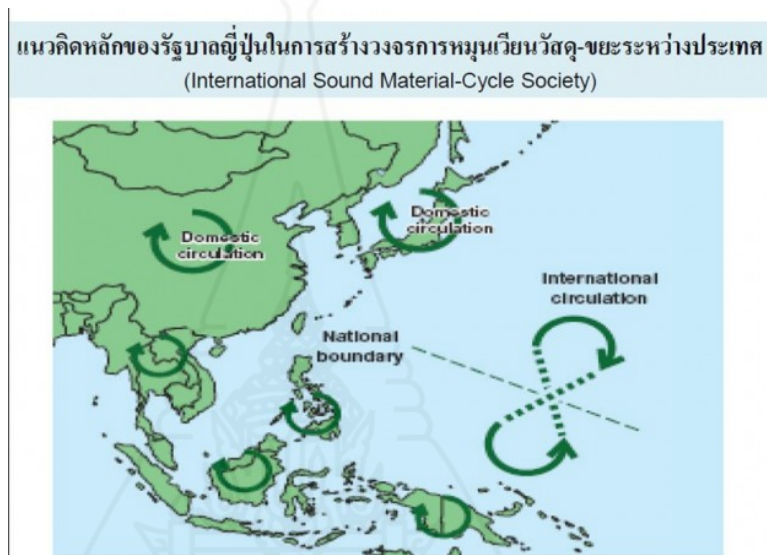 แนวคิดหลักของรัฐบาลญี่ปุ่นในการสร้างวงจรการหมุนเวียนวัสดุ-ขยะระหว่างประเทศ
(International Sound Material-Cycle Society)
Domestic
circulation
Domestic
circulation
International
circulation
National
boundary